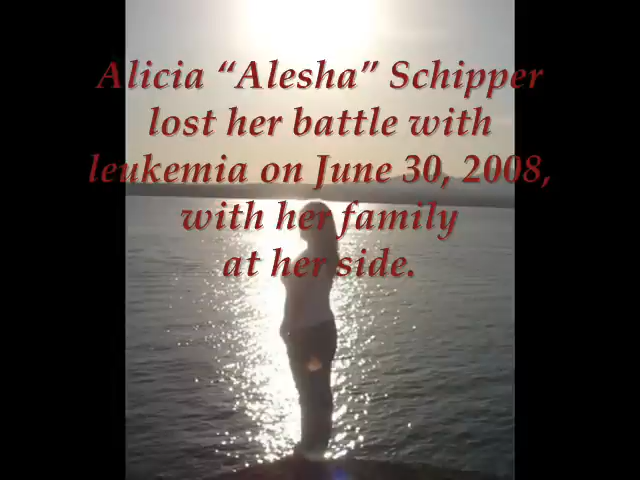 Alicia “Alesha” Schipper
lost her battle with
leukemia on June 30, 2008,
with her family
at her side.